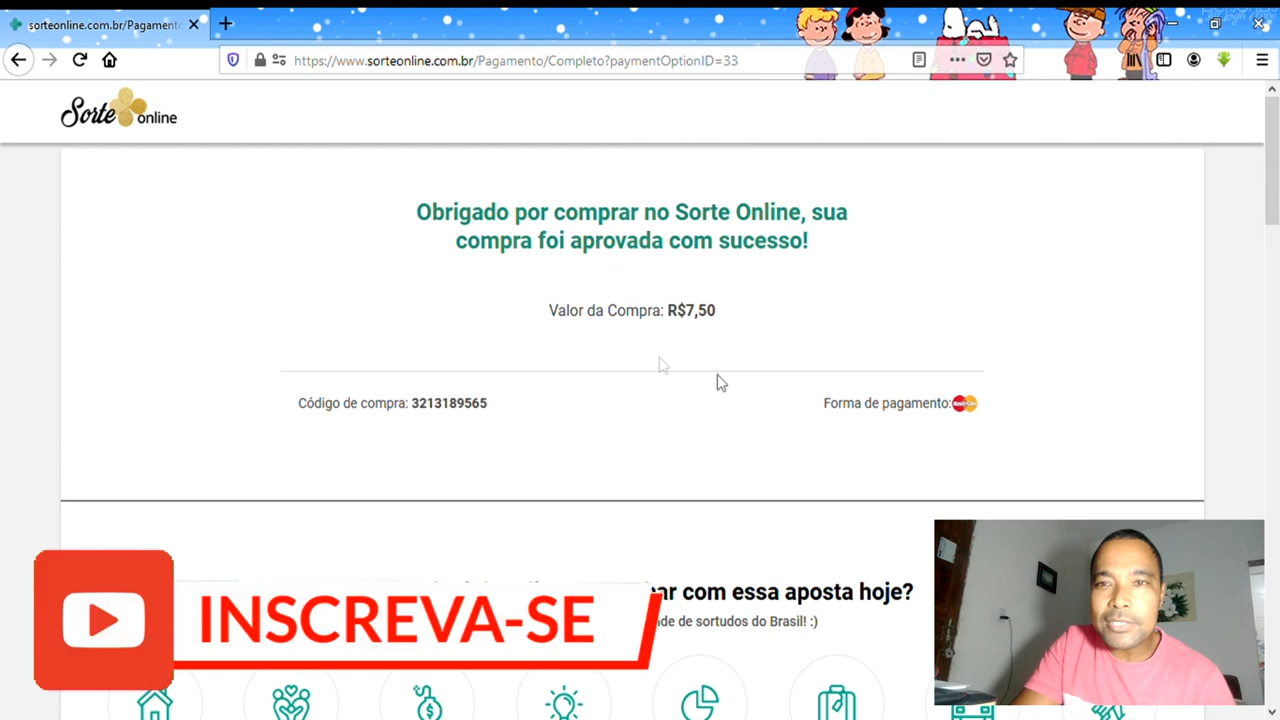 sorteonline.com.br/Pagamento
https://www.sorteonline.com.br/Pagamento/Completo?paymentOptionID=33
Sorte online
Obrigado por comprar no Sorte Online, sua
compra foi aprovada com sucesso!
Valor da Compra: R$7,50
Código de compra: 3213189565
Forma de pagamento:
com essa aposta hoje?
de sortudos do Brasil! :)
INSCREVA-SE